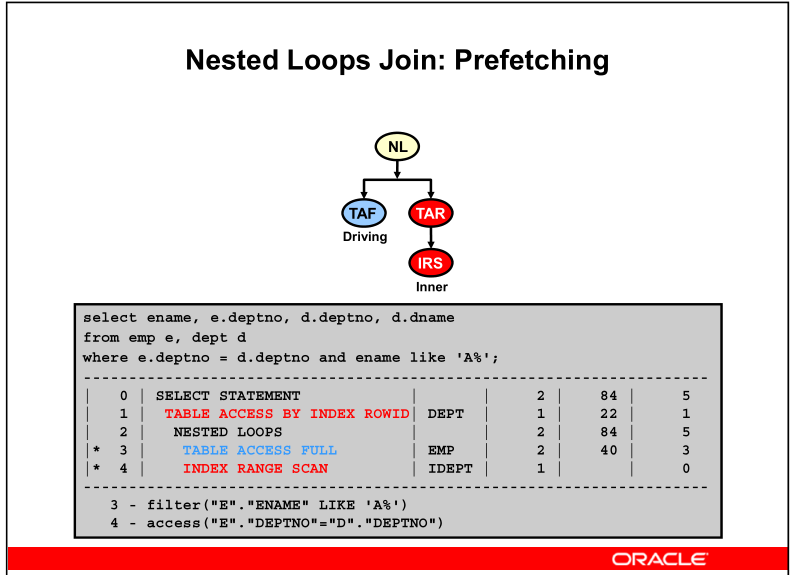 Nested Loops Join: Prefetching
NL
TAF
TAR
Driving
IRS
Inner
select ename, e.deptno, d.deptno, d.dname
from emp e, dept d
where e.deptno = d.deptno and ename like 'A%';
---------------------------------------------------------------------
|   0 | SELECT STATEMENT            |       |     2 |    84 |     5
|   1 |  TABLE ACCESS BY INDEX ROWID| DEPT  |     1 |    22 |     1
|   2 |   NESTED LOOPS              |       |     2 |    84 |     5
|*  3 |    TABLE ACCESS FULL        | EMP   |     2 |    40 |     3
|*  4 |    INDEX RANGE SCAN         | IDEPT |     1 |       |     0
---------------------------------------------------------------------
3 - filter("E"."ENAME" LIKE 'A%')
4 - access("E"."DEPTNO"="D"."DEPTNO")
ORACLE